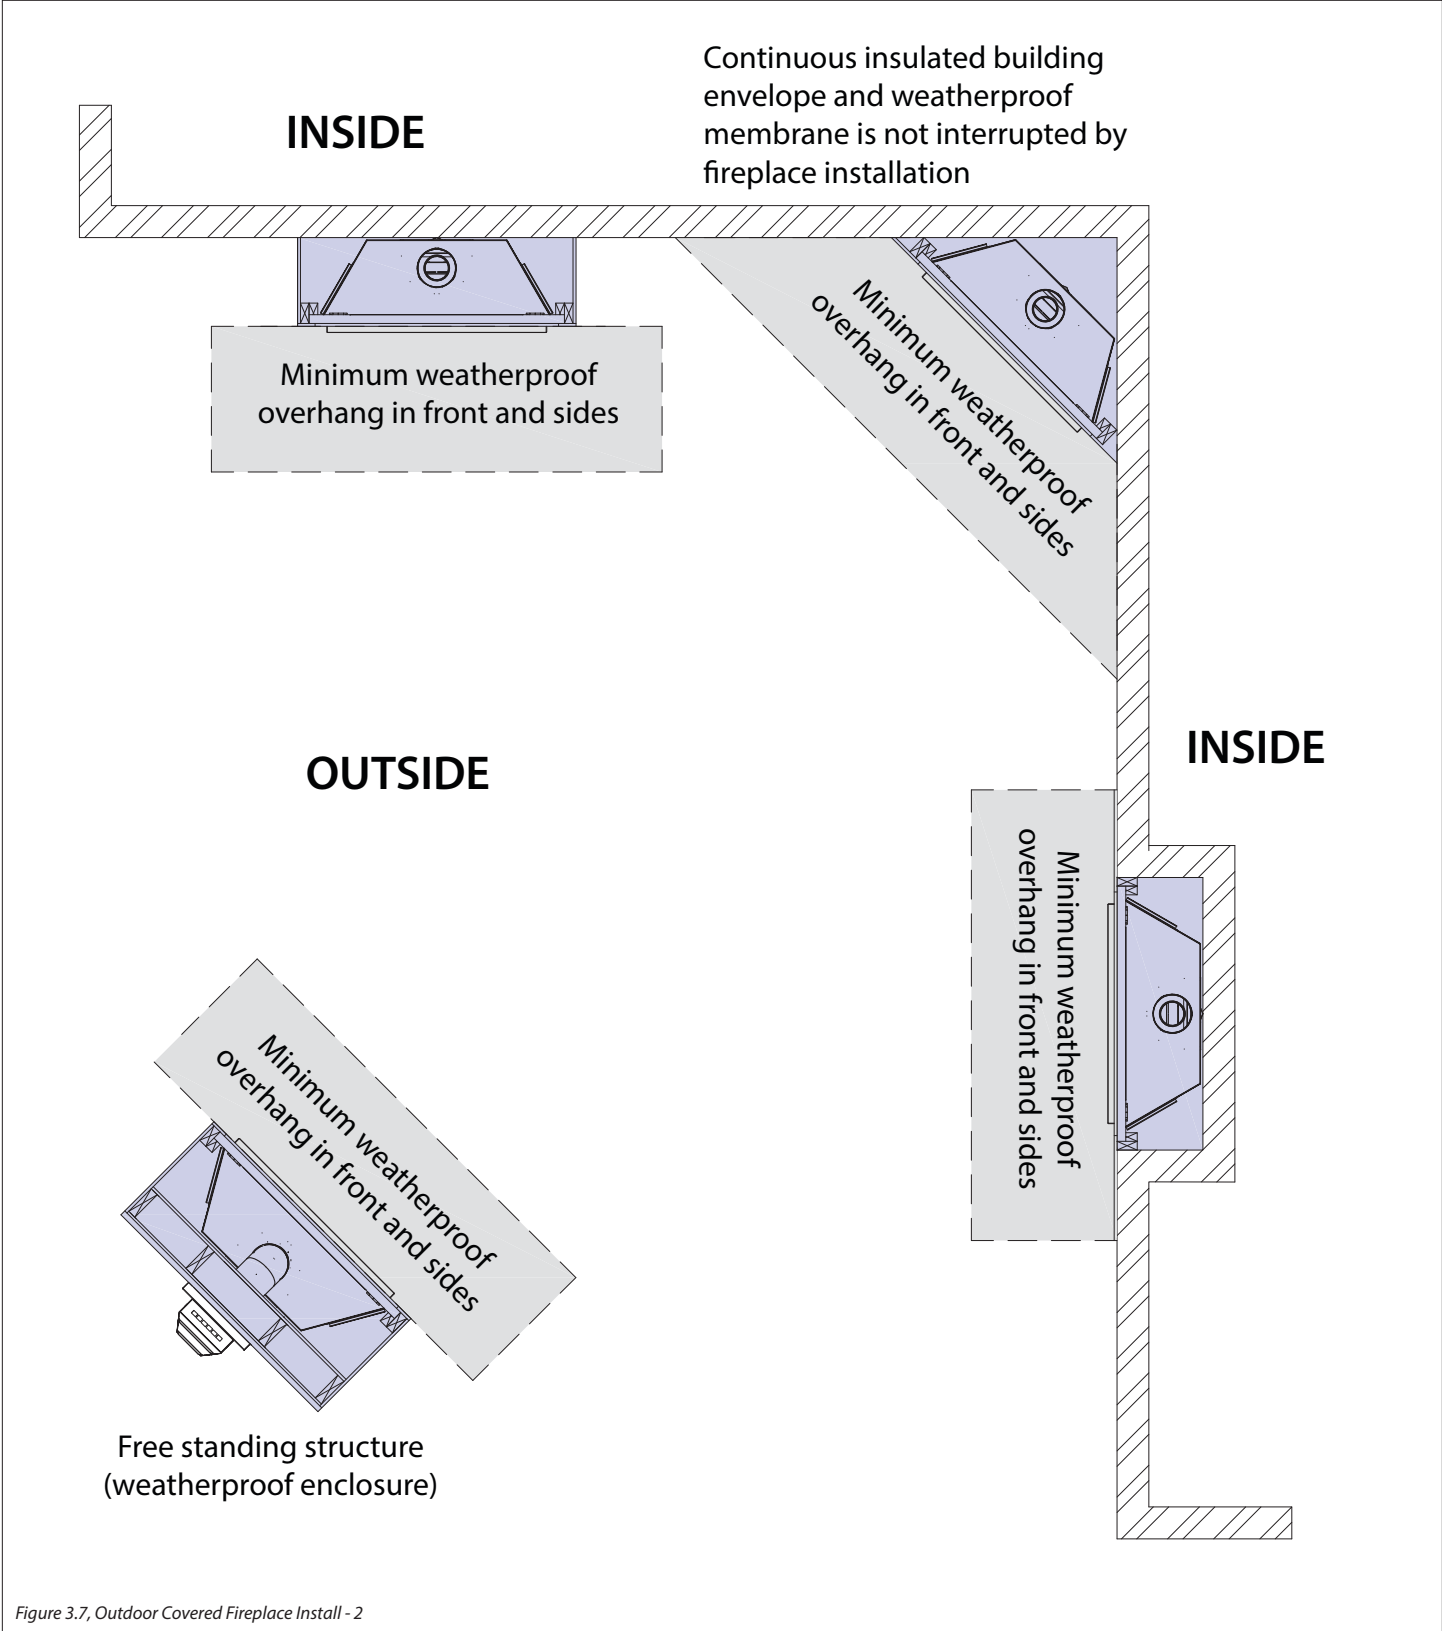 Continuous insulated building
envelope and weatherproof
membrane is not interrupted by
fireplace installation
INSIDE
Minimum weatherproof
overhang in front and sides
Minimum weatherproof
overhang in front and sides
INSIDE
OUTSIDE
Minimum weatherproof
overhang in front and sides
Minimum weatherproof
overhang in front and sides
Free standing structure
(weatherproof enclosure)
Figure 3.7, Outdoor Covered Fireplace Install - 2